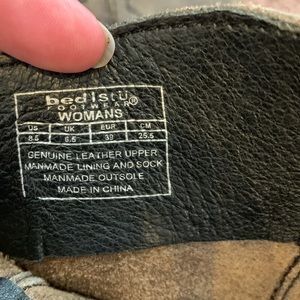 bed|stü®
FOOTWEAR
WOMANS
US UK EUR CM
8.5 6.5 39 25.5
GENUINE LEATHER UPPER
MANMADE LINING AND SOCK
MANMADE OUTSOLE
MADE IN CHINA